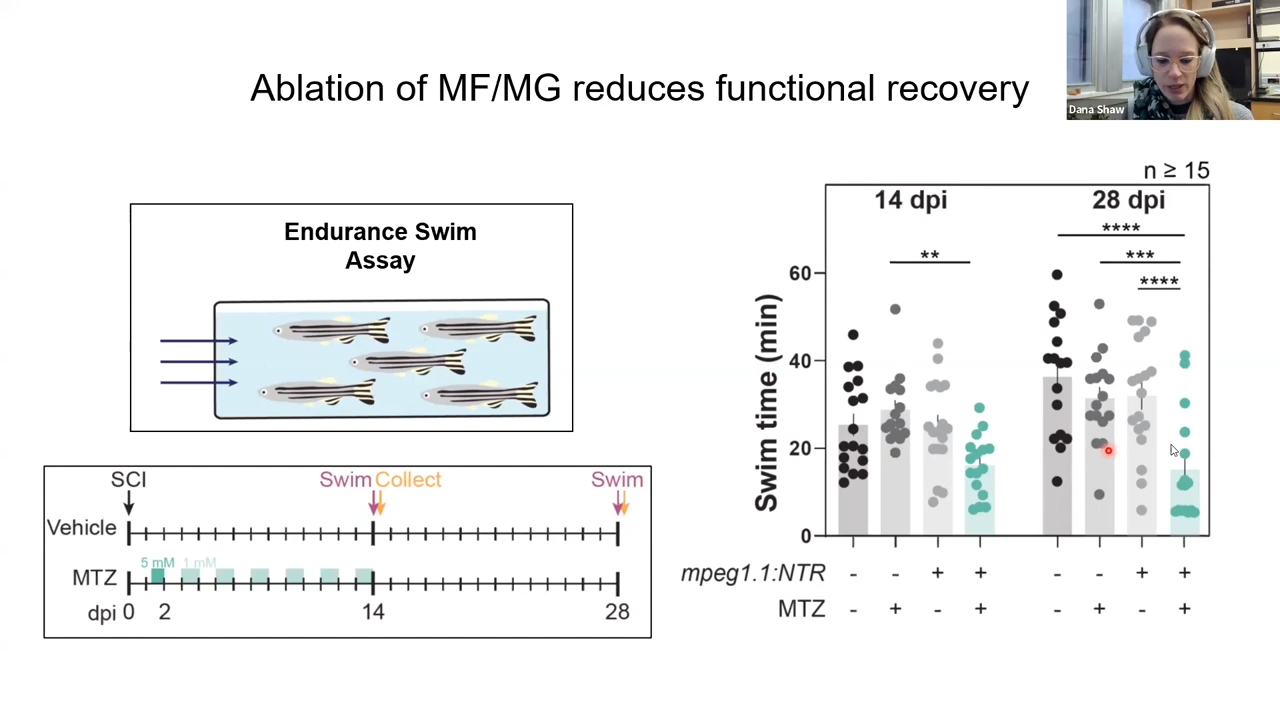 Ablation of MF/MG reduces functional recovery
Dana Shaw
Endurance Swim
Assay
SCI
Swim Collect
Swim
Vehicle
5 mM 1 mM
MTZ
dpi 0 2 14 28
n ≥ 15
14 dpi 28 dpi
****
** ***
****
60
40
20
0
Swim time (min)
mpeg1.1:NTR - - + + - - + +
MTZ - + - + - + - +